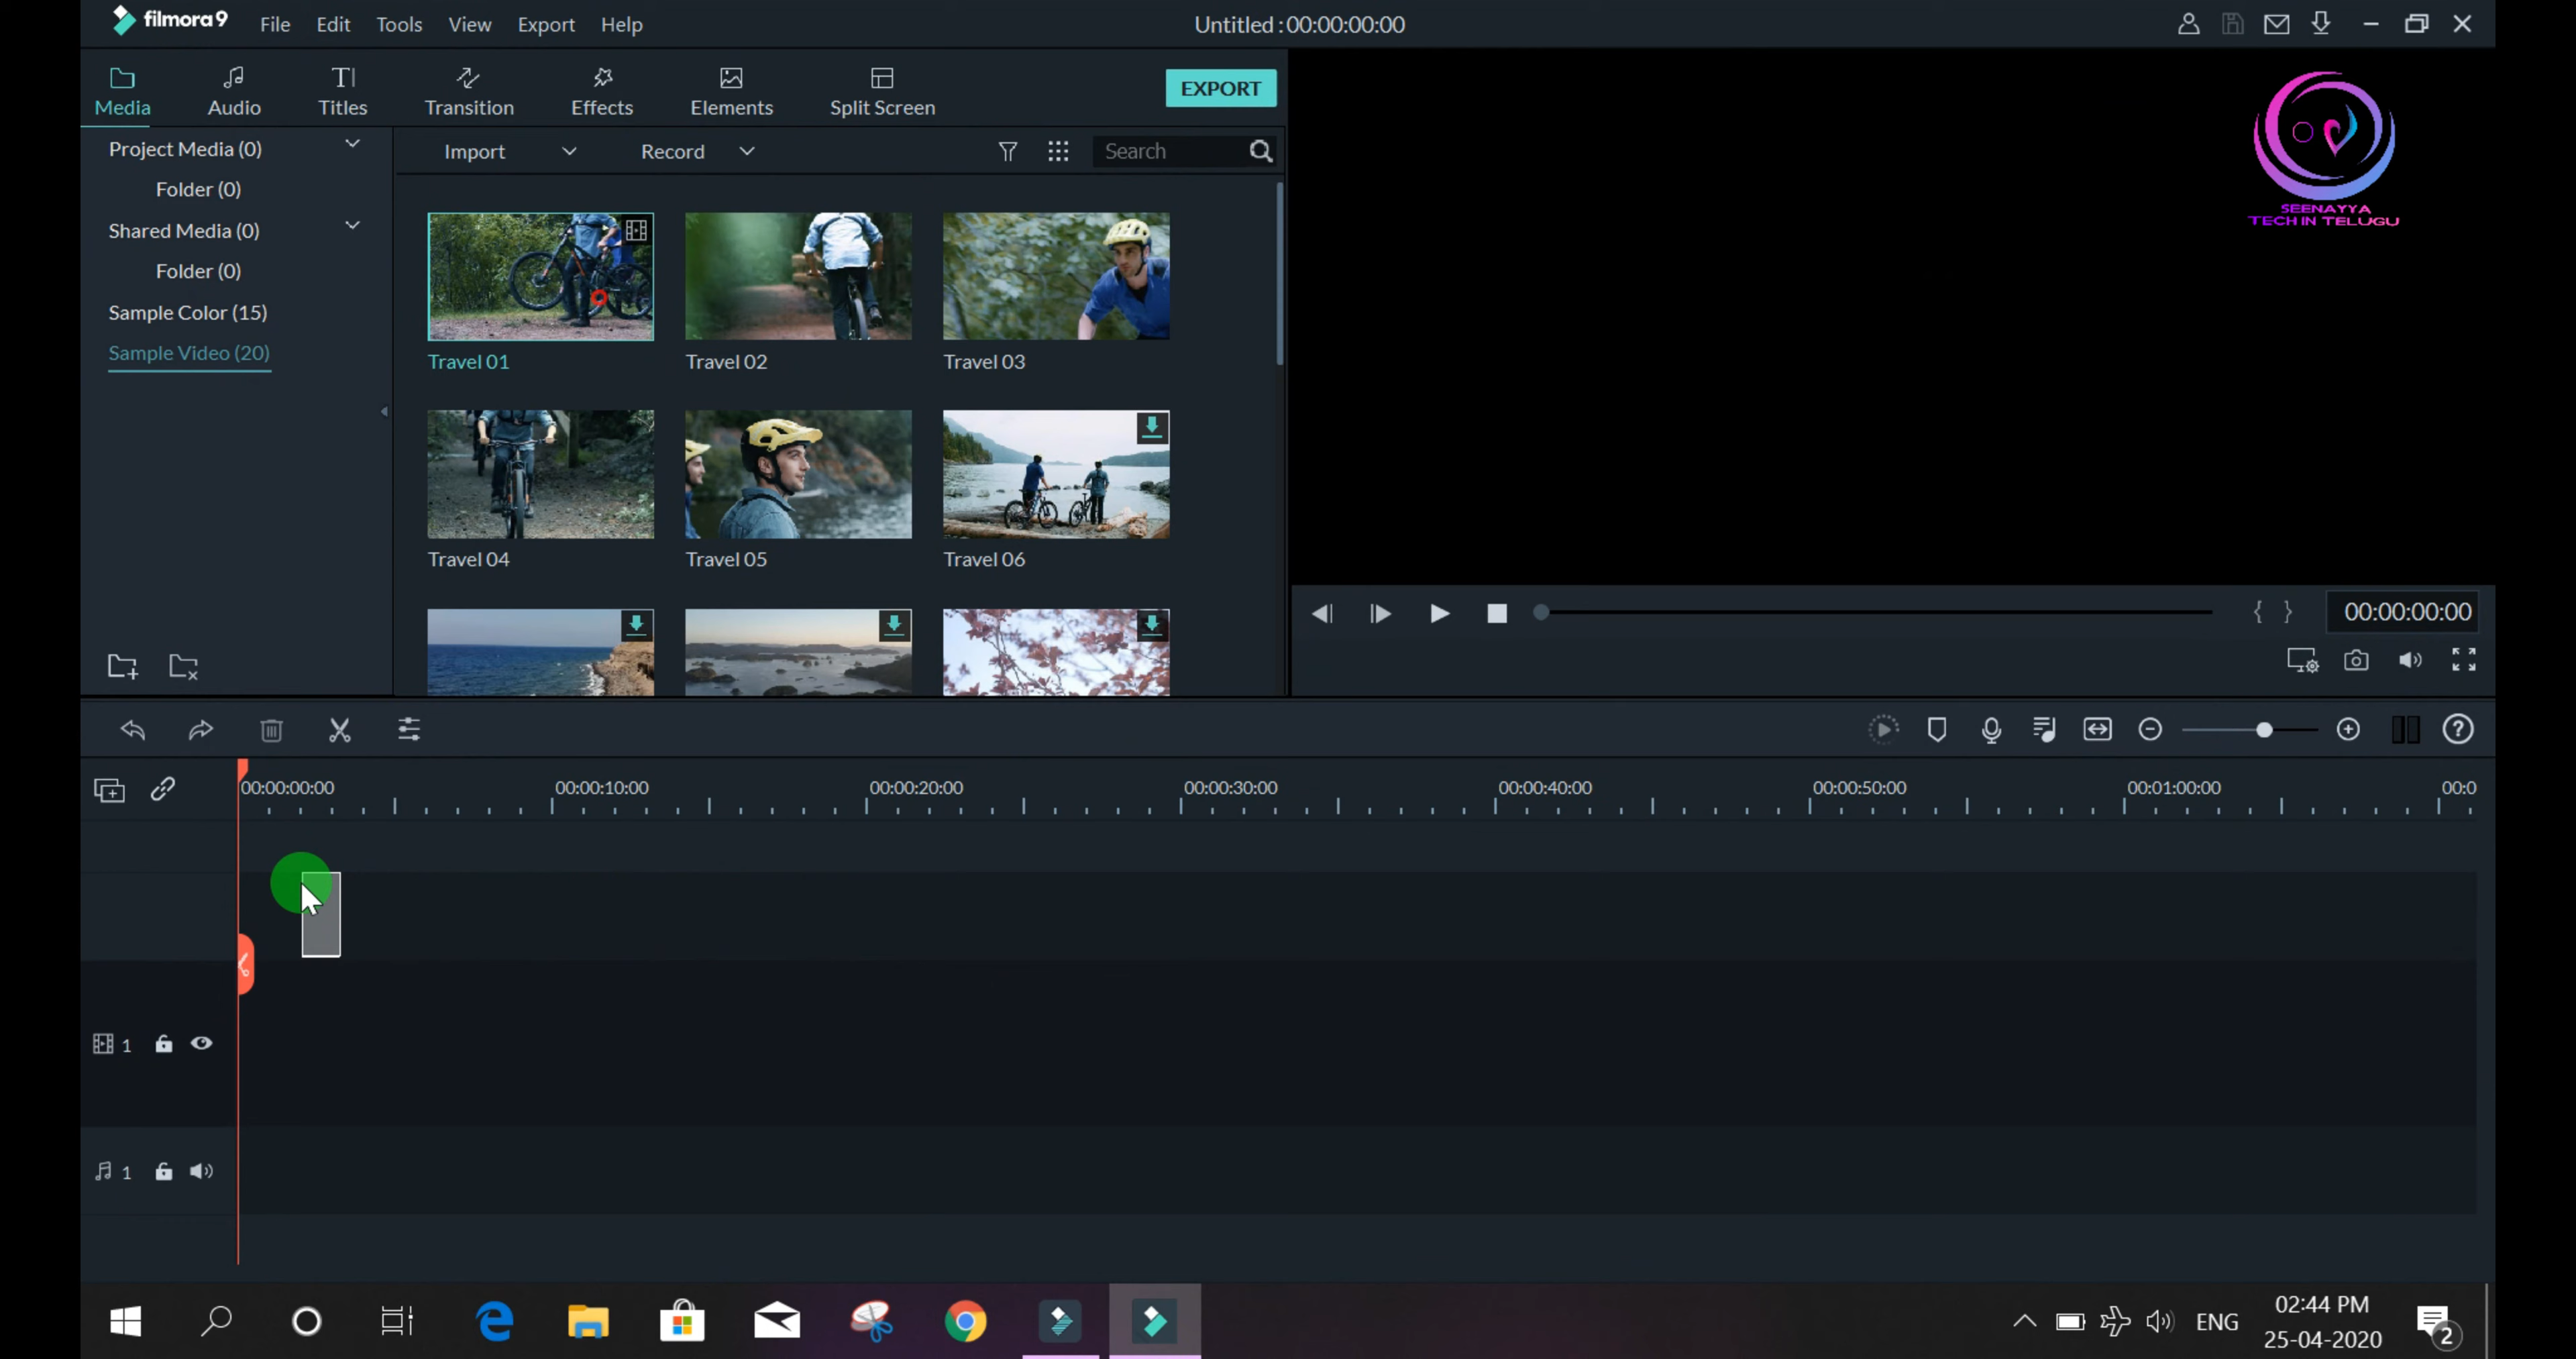 filmora9 File Edit Tools View Export Help Untitled : 00:00:00:00
Media Audio Titles Transition Effects Elements Split Screen EXPORT
Project Media (0)
Folder (0)
Shared Media (0)
Folder (0)
Sample Color (15)
Sample Video (20)
Import Record Search
Travel 01 Travel 02 Travel 03
Travel 04 Travel 05 Travel 06
SEENAYYA
TECH IN TELUGU
{ } 00:00:00:00
00:00:00:00 00:00:10:00 00:00:20:00 00:00:30:00 00:00:40:00 00:00:50:00 00:01:00:00 00:0
1
1
ENG 02:44 PM
25-04-2020 2